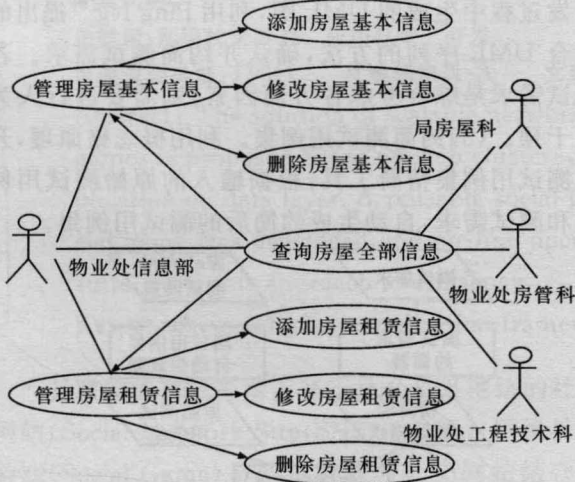 添加房屋基本信息
管理房屋基本信息
修改房屋基本信息
删除房屋基本信息
局房屋科
查询房屋全部信息
物业处信息部
物业处房管科
添加房屋租赁信息
管理房屋租赁信息
修改房屋租赁信息
物业处工程技术科
删除房屋租赁信息